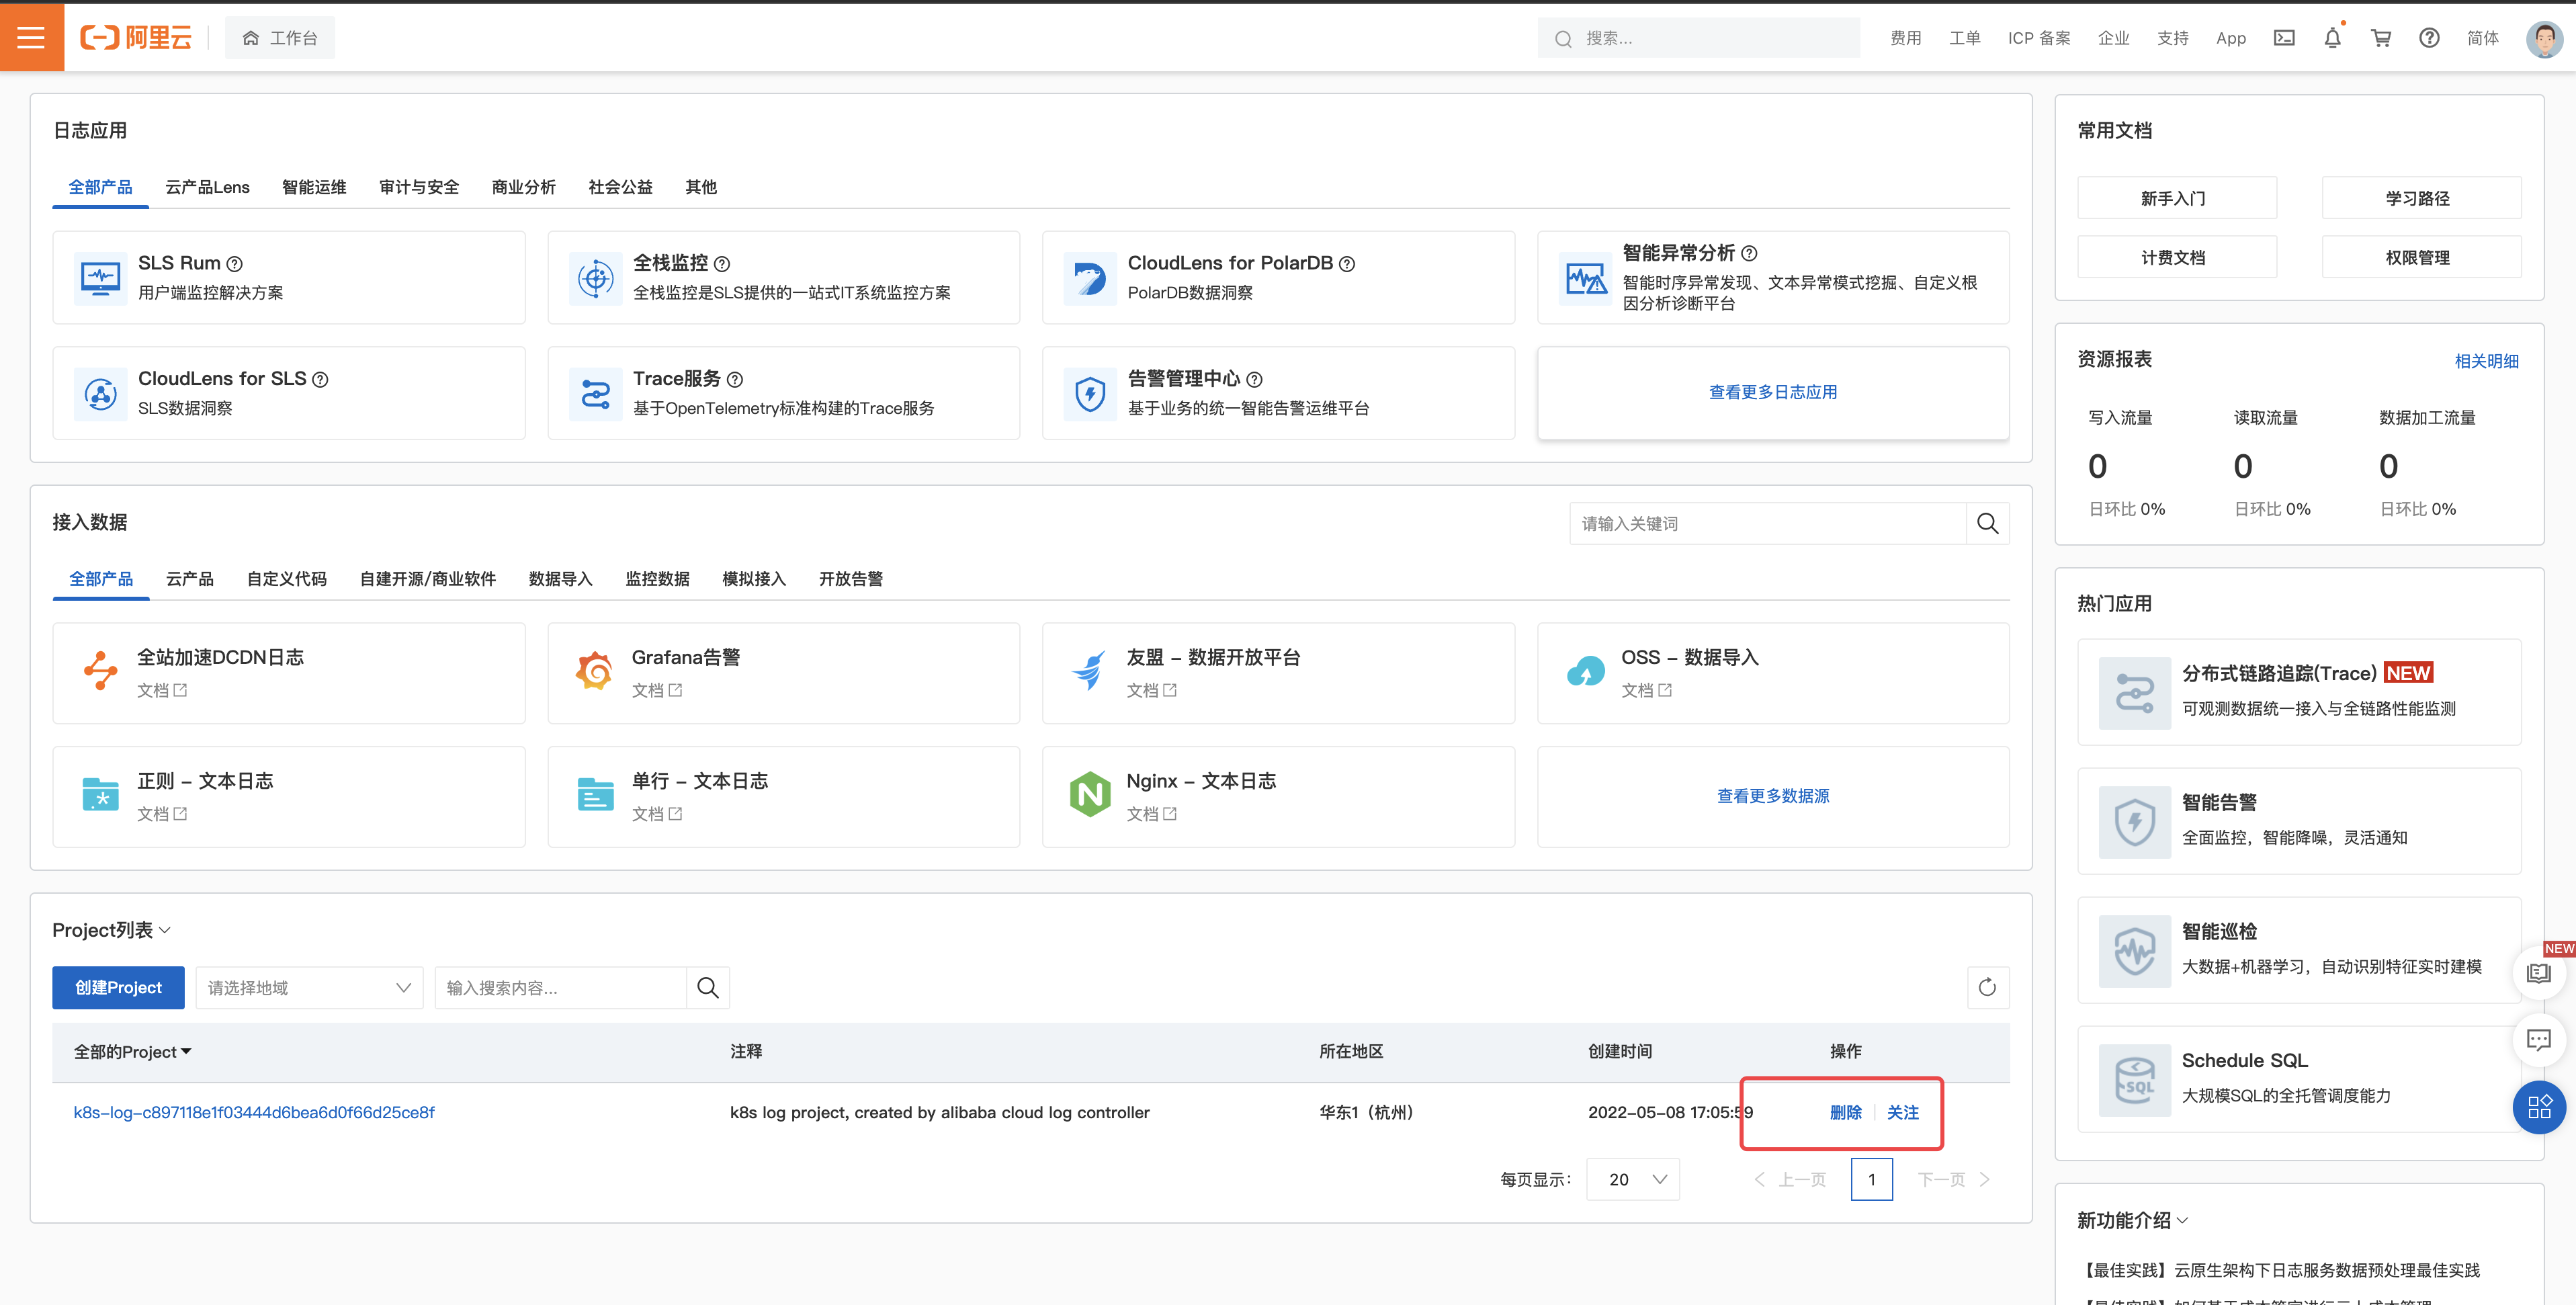 阿里云
工作台
搜索...
费用
工单
ICP 备案
企业
支持
App
简体
日志应用
全部产品
云产品Lens
智能运维
审计与安全
商业分析
社会公益
其他
SLS Rum
用户端监控解决方案
全栈监控
全栈监控是SLS提供的一站式IT系统监控方案
CloudLens for PolarDB
PolarDB数据洞察
智能异常分析
智能时序异常发现、文本异常模式挖掘、自定义根
因分析诊断平台
CloudLens for SLS
SLS数据洞察
Trace服务
基于OpenTelemetry标准构建的Trace服务
告警管理中心
基于业务的统一智能告警运维平台
查看更多日志应用
接入数据
请输入关键词
全部产品
云产品
自定义代码
自建开源/商业软件
数据导入
监控数据
模拟接入
开放告警
全站加速DCDN日志
文档
Grafana告警
文档
友盟 – 数据开放平台
文档
OSS – 数据导入
文档
正则 – 文本日志
文档
单行 – 文本日志
文档
Nginx – 文本日志
文档
查看更多数据源
Project列表
创建Project
请选择地域
输入搜索内容...
全部的Project
注释
所在地区
创建时间
操作
k8s-log-c897118e1f03444d6bea6d0f66d25ce8f
k8s log project, created by alibaba cloud log controller
华东1（杭州）
2022-05-08 17:05:59
删除
关注
每页显示：
20
上一页
1
下一页
常用文档
新手入门
学习路径
计费文档
权限管理
资源报表
相关明细
写入流量
读取流量
数据加工流量
0
0
0
日环比 0%
日环比 0%
日环比 0%
热门应用
分布式链路追踪(Trace) NEW
可观测数据统一接入与全链路性能监测
智能告警
全面监控，智能降噪，灵活通知
智能巡检
大数据+机器学习，自动识别特征实时建模
NEW
SQL
Schedule SQL
大规模SQL的全托管调度能力
新功能介绍
【最佳实践】云原生架构下日志服务数据预处理最佳实践